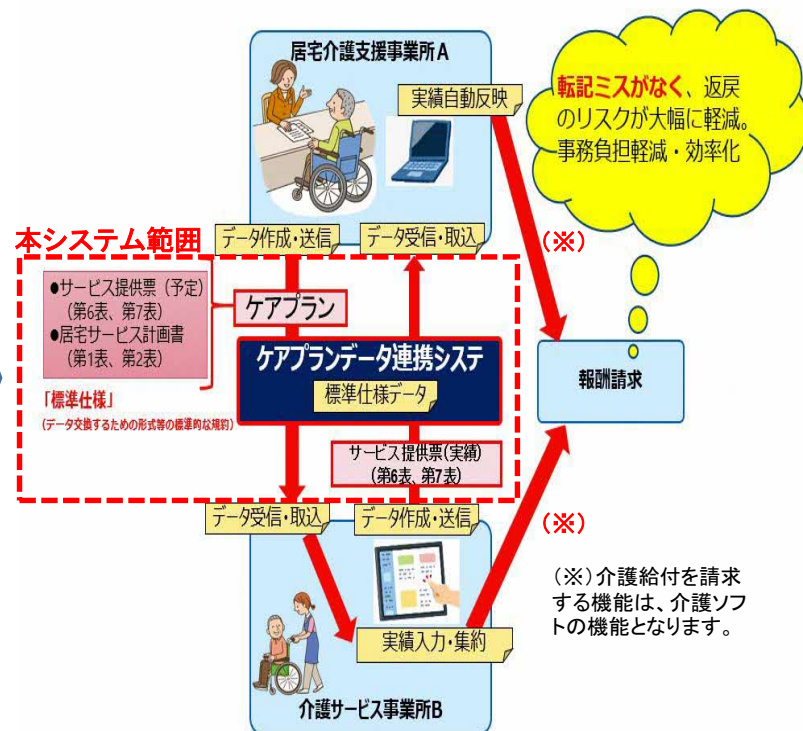 居宅介護支援事業所A
実績自動反映
転記ミスがなく、返戻
のリスクが大幅に軽減。
事務負担軽減・効率化
本システム範囲
データ作成・送信
データ受信・取込
(※)
●サービス提供票(予定)
(第6表、第7表)
●居宅サービス計画書
(第1表、第2表)
ケアプラン
「標準仕様」
(データ交換するための形式等の標準的な規約)
ケアプランデータ連携システ
標準仕様データ
報酬請求
サービス提供票(実績)
(第6表、第7表)
データ受信・取込
データ作成・送信
(※)
実績入力・集約
介護サービス事業所B
(※)介護給付を請求
する機能は、介護ソフ
トの機能となります。